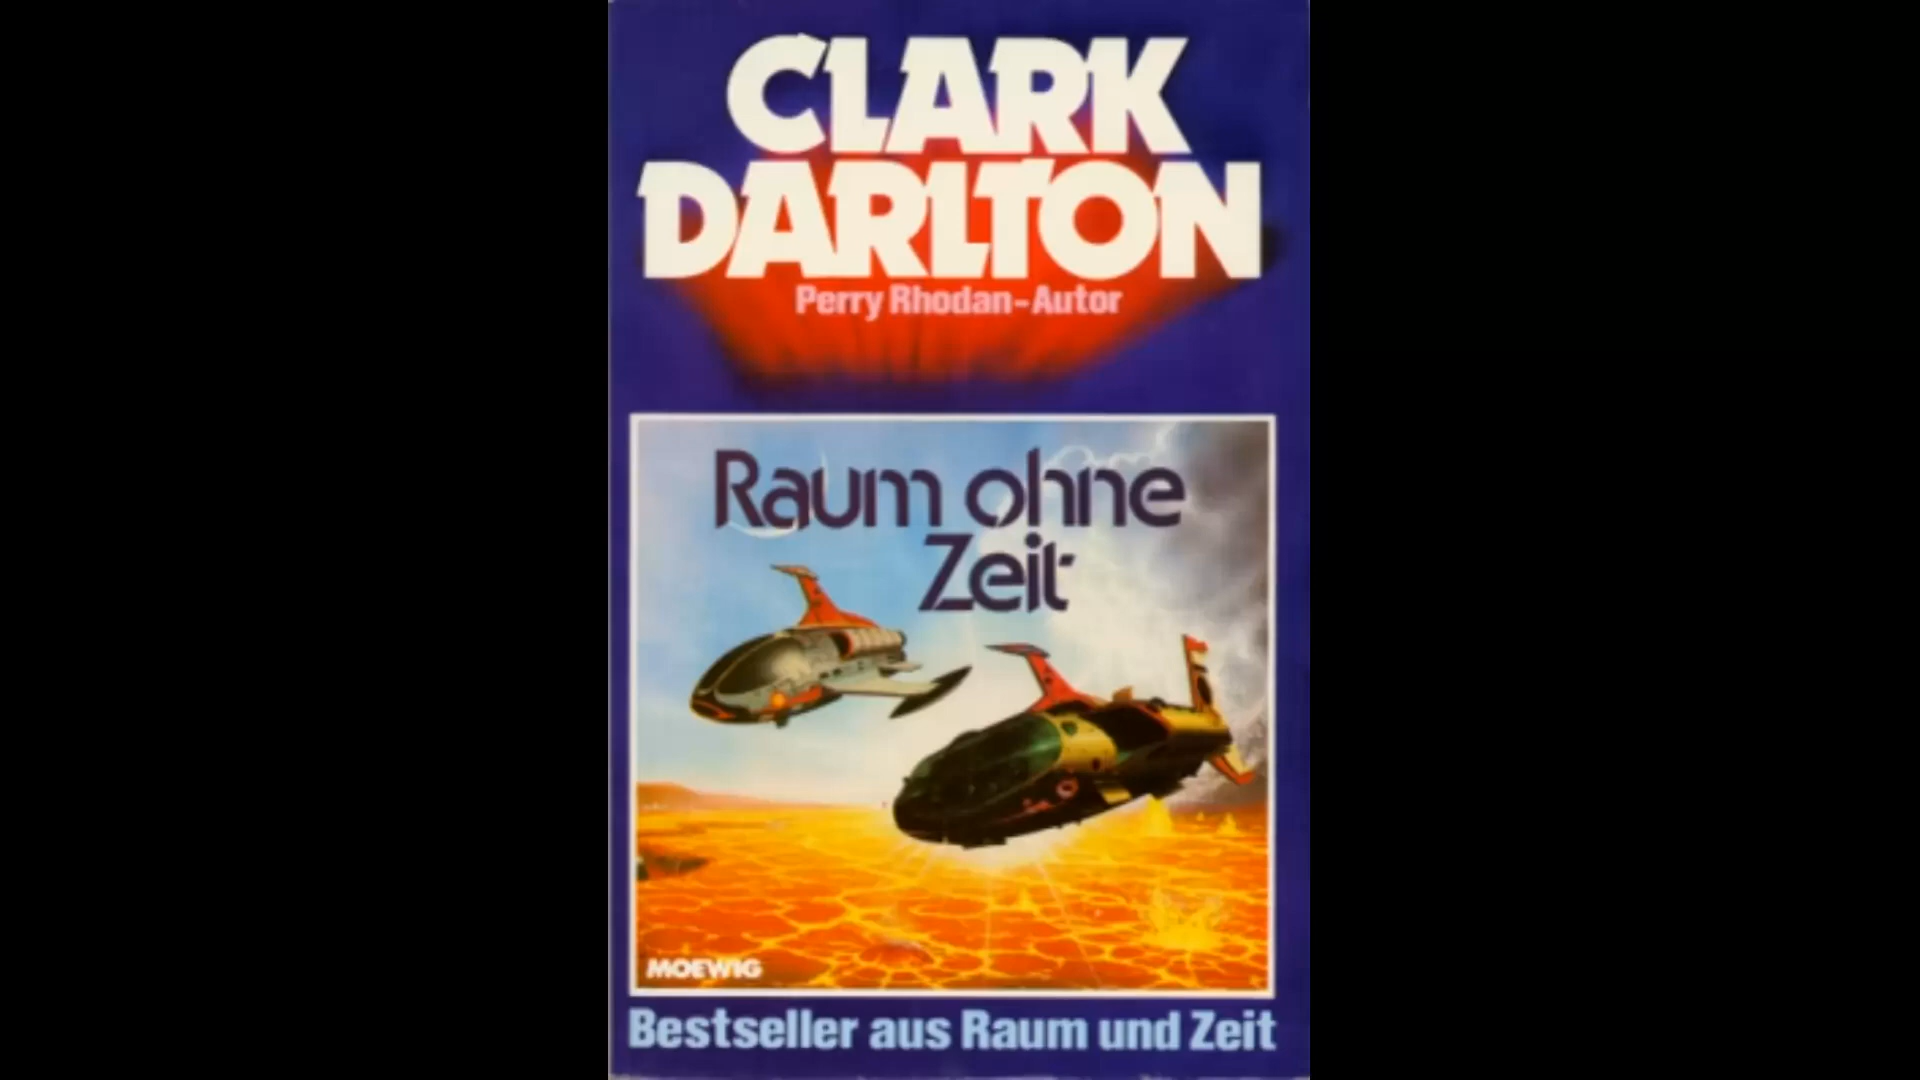 CLARK
DARLTON
Perry Rhodan-Autor
Raum ohne
Zeit
MOEWIG
Bestseller aus Raum und Zeit